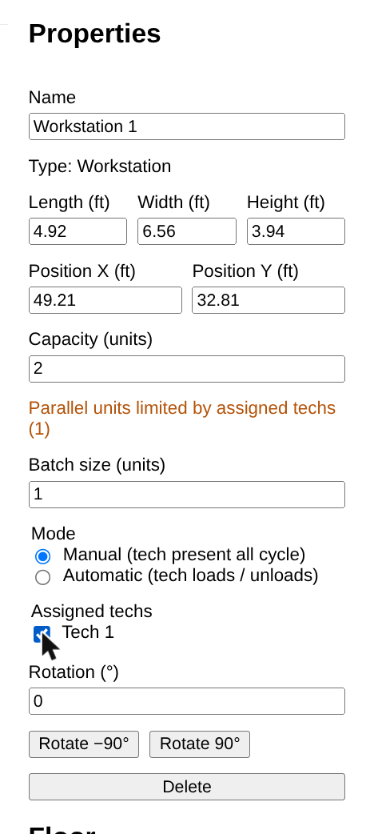 Properties
Name
Workstation 1
Type: Workstation
Length (ft) Width (ft) Height (ft)
4.92 6.56 3.94
Position X (ft) Position Y (ft)
49.21 32.81
Capacity (units)
2
Parallel units limited by assigned techs
(1)
Batch size (units)
1
Mode
Manual (tech present all cycle)
Automatic (tech loads / unloads)
Assigned techs
Tech 1
Rotation (°)
0
Rotate −90° Rotate 90°
Delete
Floor